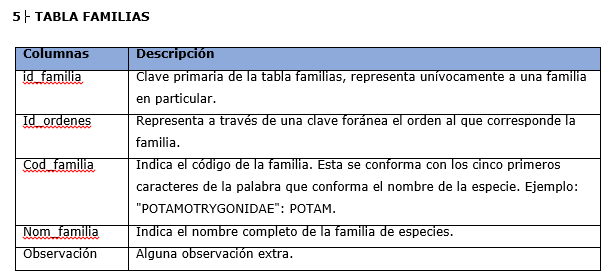 5 - TABLA FAMILIAS
Columnas Descripción
id_familia Clave primaria de la tabla familias, representa unívocamente a una familia
en particular.
Id_ordenes Representa a través de una clave foránea el orden al que corresponde la
familia.
Cod_familia Indica el código de la familia. Esta se conforma con los cinco primeros
caracteres de la palabra que conforma el nombre de la especie. Ejemplo:
"POTAMOTRYGONIDAE": POTAM.
Nom_familia Indica el nombre completo de la familia de especies.
Observación Alguna observación extra.